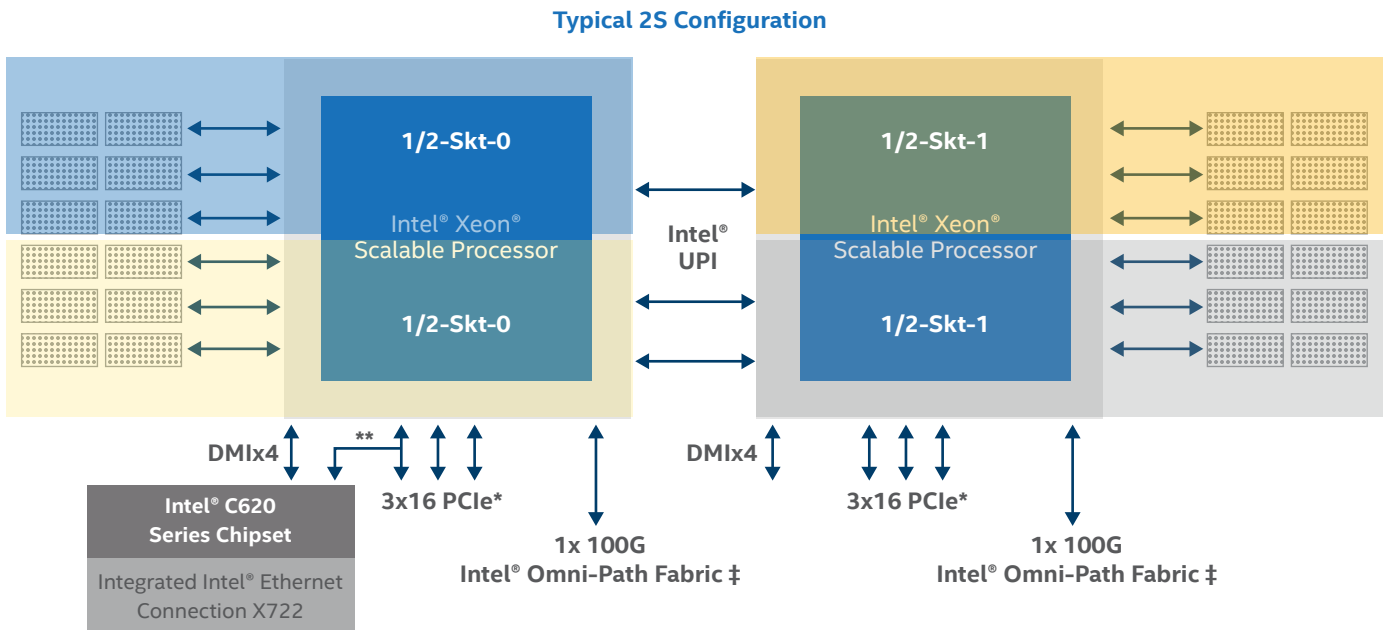 Typical 2S Configuration
1/2-Skt-0
Intel® Xeon®
Scalable Processor
1/2-Skt-0
Intel®
UPI
1/2-Skt-1
Intel® Xeon®
Scalable Processor
1/2-Skt-1
DMIx4
**
3x16 PCIe*
Intel® C620
Series Chipset
Integrated Intel® Ethernet
Connection X722
1x 100G
Intel® Omni-Path Fabric ‡
DMIx4
3x16 PCIe*
1x 100G
Intel® Omni-Path Fabric ‡